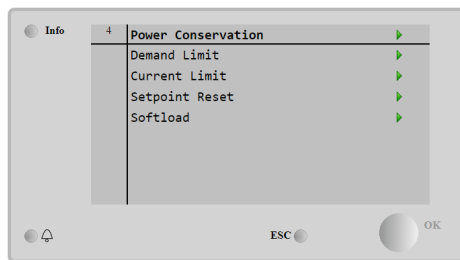 Info
4 Power Conservation
Demand Limit
Current Limit
Setpoint Reset
Softload
ESC
OK